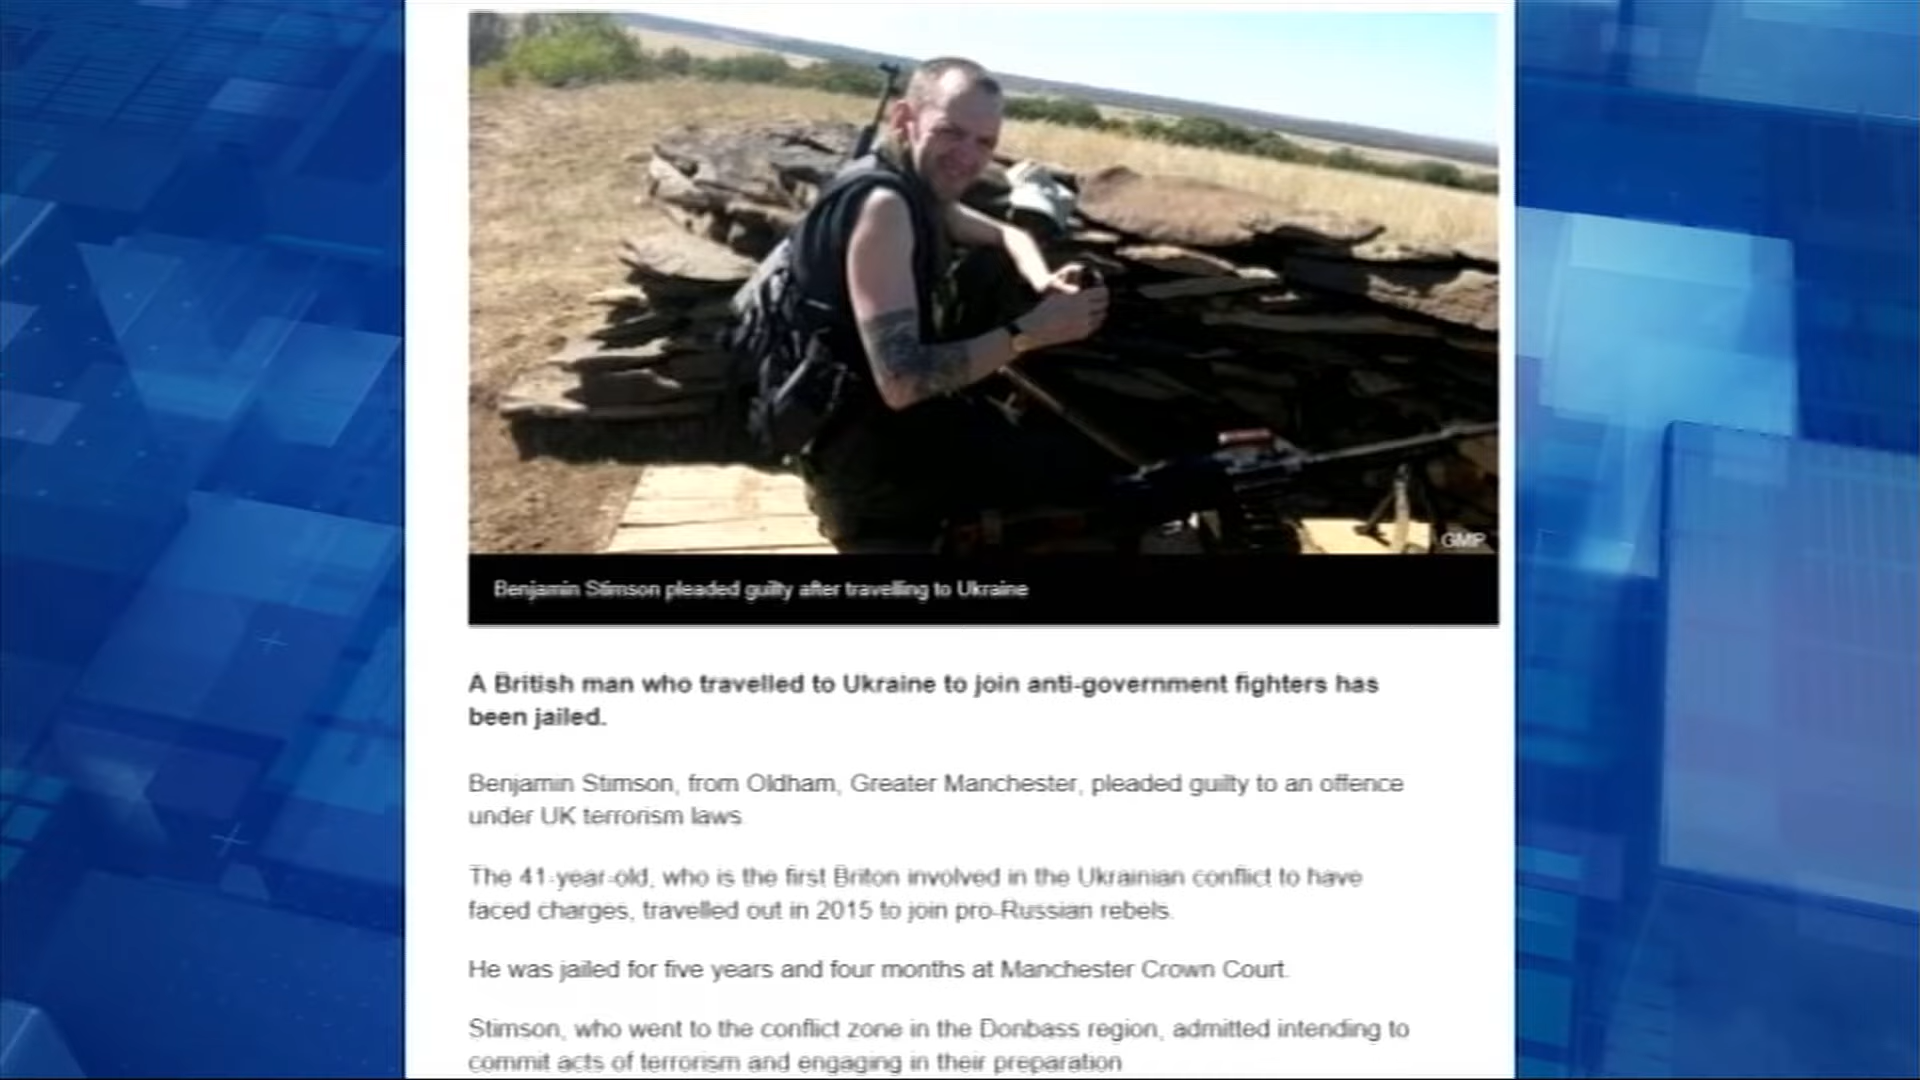 GMP
Benjamin Stimson pleaded guilty after travelling to Ukraine
A British man who travelled to Ukraine to join anti-government fighters has
been jailed.
Benjamin Stimson, from Oldham, Greater Manchester, pleaded guilty to an offence
under UK terrorism laws.
The 41-year-old, who is the first Briton involved in the Ukrainian conflict to have
faced charges, travelled out in 2015 to join pro-Russian rebels.
He was jailed for five years and four months at Manchester Crown Court.
Stimson, who went to the conflict zone in the Donbass region, admitted intending to
commit acts of terrorism and engaging in their preparation